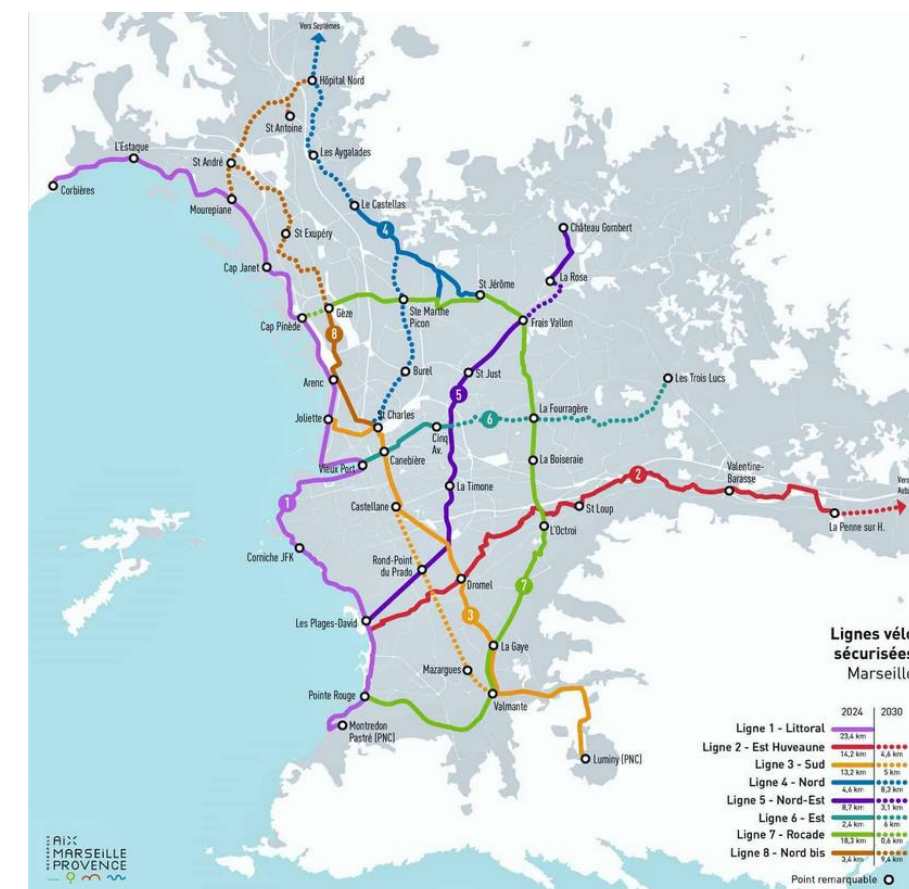 Vers Septèmes
Hôpital Nord
St Antoine
L'Estaque
St André
Les Aygalades
Corbières
Mourepiane
Le Castellas
4
Château Gombert
St Exupéry
Cap Janet
La Rose
St Jérôme
Gèze
Ste Marthe
Picon
Cap Pinède
Frais Vallon
8
Arenc
Burel
St Just
Les Trois Lucs
5
Joliette
St Charles
6
La Fourragère
Cinq
Av.
Canebière
Vieux Port
La Boiseraie
2
Valentine-
Barasse
La Timone
Vers
Auba
1
Castellane
St Loup
La Penne sur H.
L'Octroi
Corniche JFK
Rond-Point
du Prado
Dromel
7
3
Les Plages-David
La Gaye
Mazargues
Pointe Rouge
Valmante
Montredon
Pastré (PNC)
Luminy (PNC)
Lignes vélo
sécurisées
Marseille
2024 2030
Ligne 1 - Littoral
23,4 km
Ligne 2 - Est Huveaune
14,2 km 4,6 km
Ligne 3 - Sud
13,2 km 5 km
Ligne 4 - Nord
4,6 km 8,3 km
Ligne 5 - Nord-Est
8,7 km 3,1 km
Ligne 6 - Est
2,4 km 6 km
Ligne 7 - Rocade
18,3 km 0,6 km
Ligne 8 - Nord bis
3,4 km 9,4 km
Point remarquable
AIX
MARSEILLE
PROVENCE